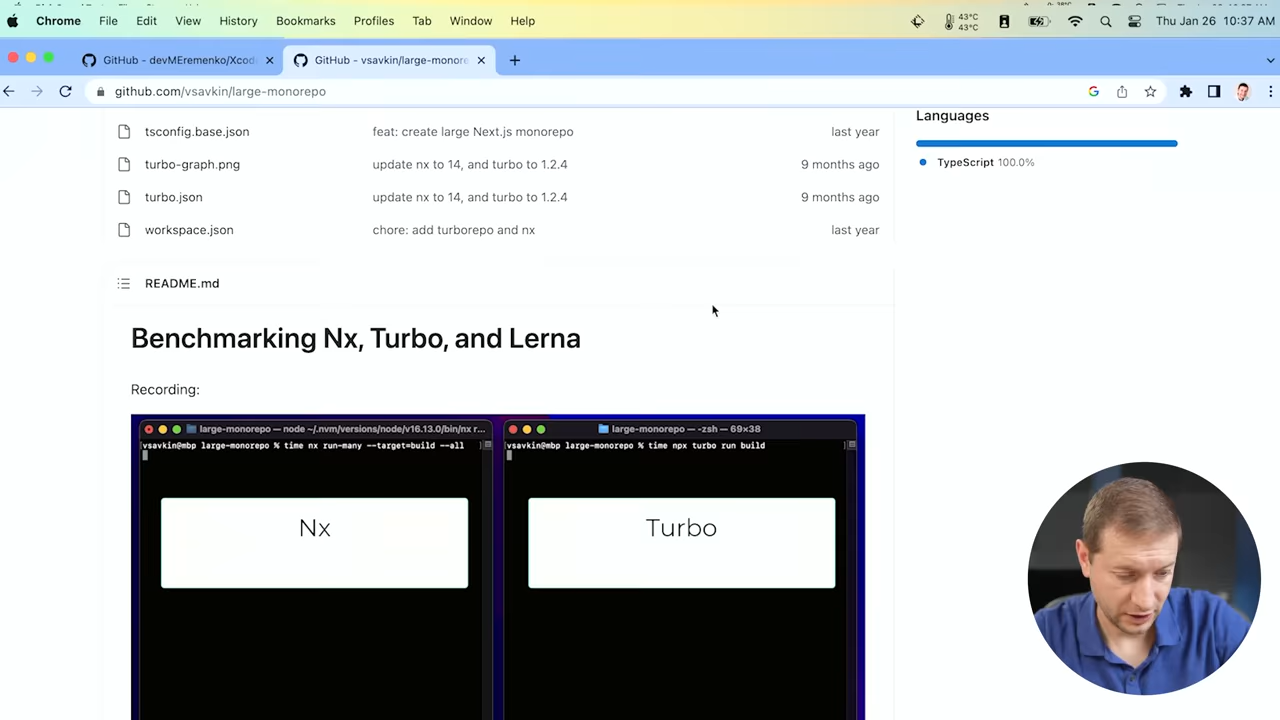 Chrome File Edit View History Bookmarks Profiles Tab Window Help 43°C 43°C Thu Jan 26 10:37 AM
GitHub - devMEremenko/Xcod GitHub - vsavkin/large-monore
github.com/vsavkin/large-monorepo
tsconfig.base.json feat: create large Next.js monorepo last year
turbo-graph.png update nx to 14, and turbo to 1.2.4 9 months ago
turbo.json update nx to 14, and turbo to 1.2.4 9 months ago
workspace.json chore: add turborepo and nx last year
Languages
TypeScript 100.0%
README.md
Benchmarking Nx, Turbo, and Lerna
Recording:
large-monorepo — node ~/.nvm/versions/node/v16.13.0/bin/nx r...
vsavkin@mbp large-monorepo % time nx run-many --target=build --all
Nx
large-monorepo — -zsh — 69×38
vsavkin@mbp large-monorepo % time npx turbo run build
Turbo